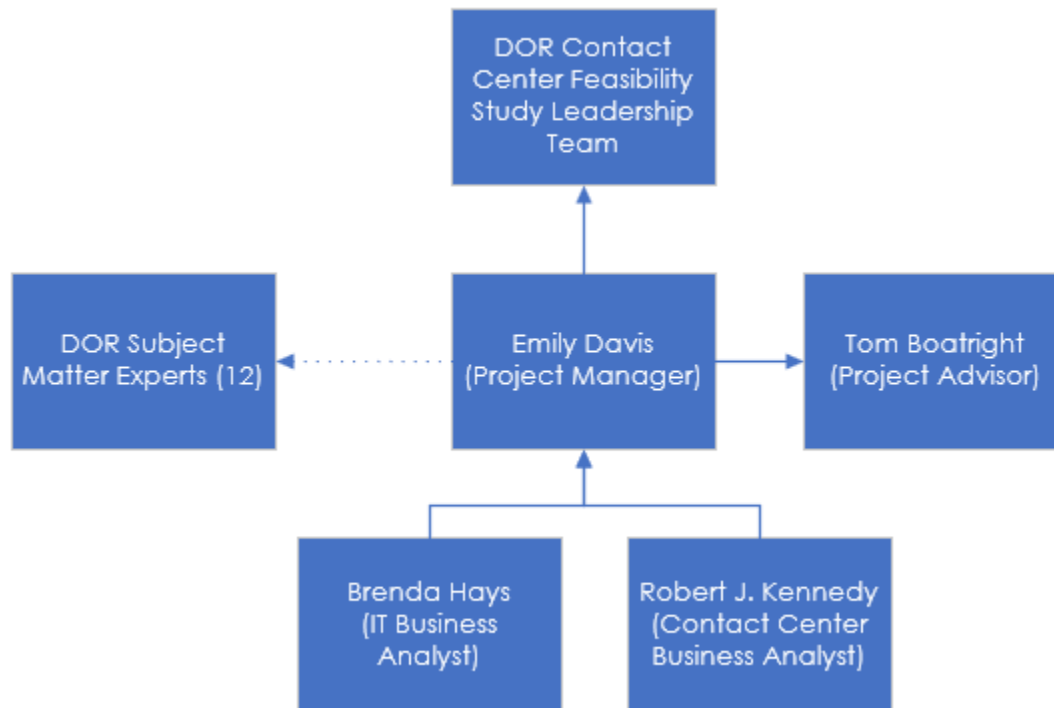 DOR Contact
Center Feasibility
Study Leadership
Team
DOR Subject
Matter Experts (12)
Emily Davis
(Project Manager)
Tom Boatright
(Project Advisor)
Brenda Hays
(IT Business
Analyst)
Robert J. Kennedy
(Contact Center
Business Analyst)